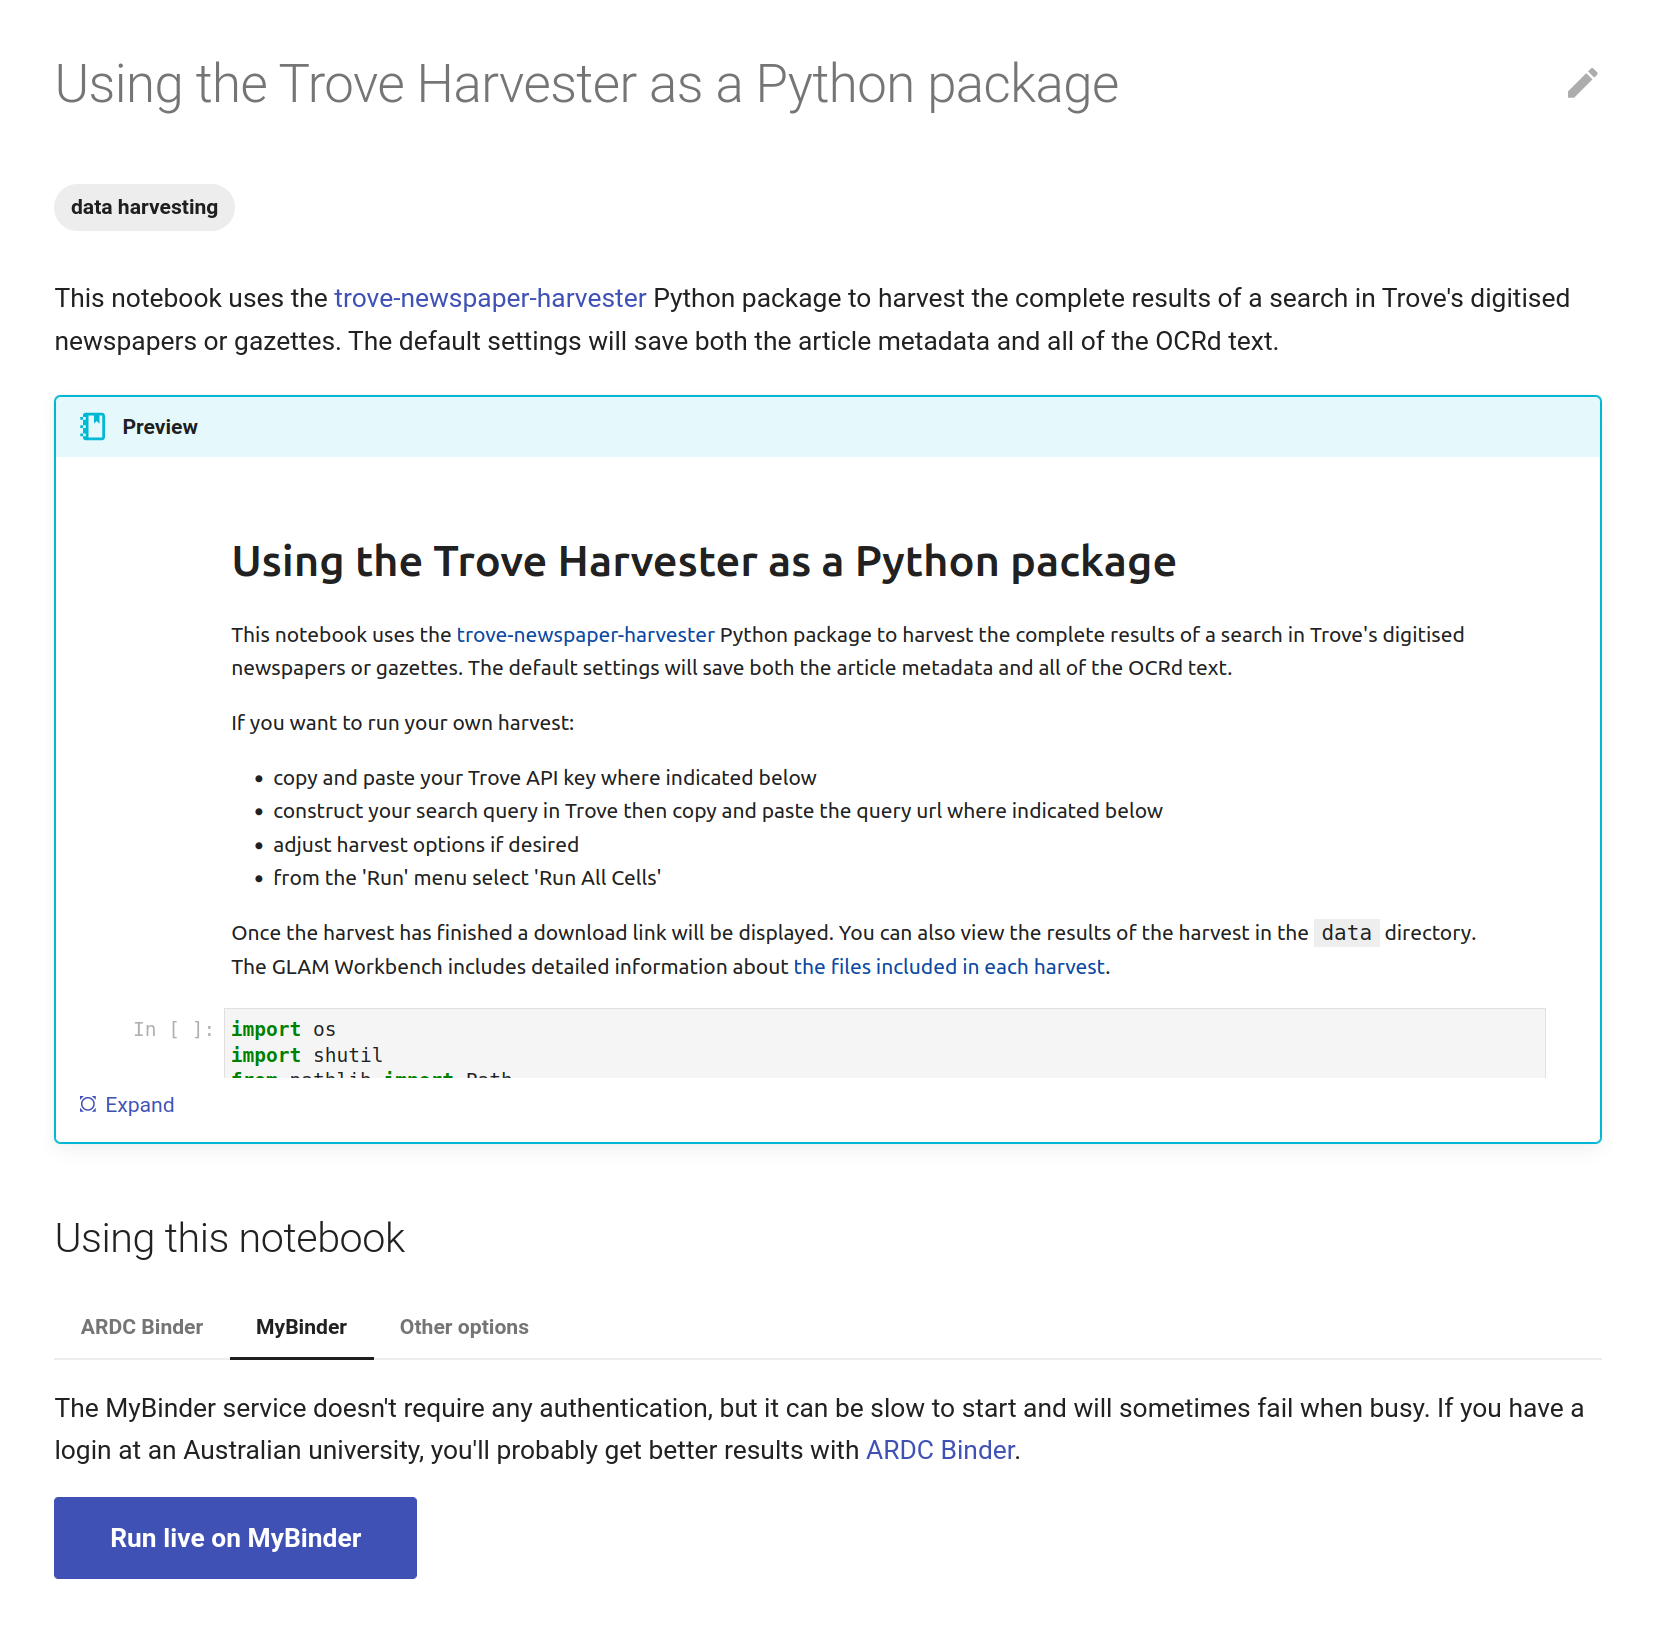 Using the Trove Harvester as a Python package
data harvesting
This notebook uses the trove-newspaper-harvester Python package to harvest the complete results of a search in Trove's digitised
newspapers or gazettes. The default settings will save both the article metadata and all of the OCRd text.
Preview
Using the Trove Harvester as a Python package
This notebook uses the trove-newspaper-harvester Python package to harvest the complete results of a search in Trove's digitised
newspapers or gazettes. The default settings will save both the article metadata and all of the OCRd text.
If you want to run your own harvest:
• copy and paste your Trove API key where indicated below
• construct your search query in Trove then copy and paste the query url where indicated below
• adjust harvest options if desired
• from the 'Run' menu select 'Run All Cells'
Once the harvest has finished a download link will be displayed. You can also view the results of the harvest in the data directory.
The GLAM Workbench includes detailed information about the files included in each harvest.
In [ ]: import os
import shutil
from pathlib import Path
Expand
Using this notebook
ARDC Binder MyBinder Other options
The MyBinder service doesn't require any authentication, but it can be slow to start and will sometimes fail when busy. If you have a
login at an Australian university, you'll probably get better results with ARDC Binder.
Run live on MyBinder